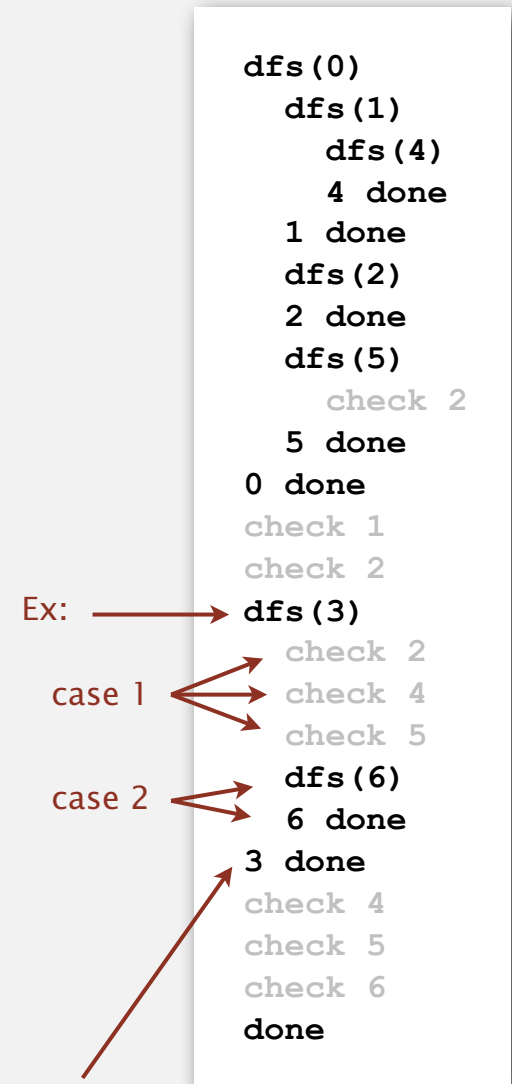 dfs(0)
dfs(1)
dfs(4)
4 done
1 done
dfs(2)
2 done
dfs(5)
check 2
5 done
0 done
check 1
check 2
Ex: dfs(3)
check 2
case 1 check 4
check 5
dfs(6)
case 2
6 done
3 done
check 4
check 5
check 6
done